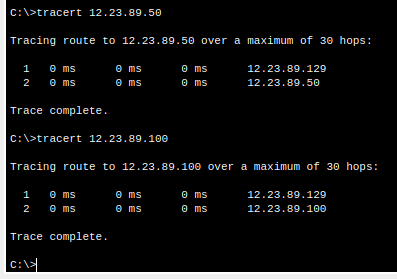 C:\>tracert 12.23.89.50
Tracing route to 12.23.89.50 over a maximum of 30 hops:
1 0 ms 0 ms 0 ms 12.23.89.129
2 0 ms 0 ms 0 ms 12.23.89.50
Trace complete.
C:\>tracert 12.23.89.100
Tracing route to 12.23.89.100 over a maximum of 30 hops:
1 0 ms 0 ms 0 ms 12.23.89.129
2 0 ms 0 ms 0 ms 12.23.89.100
Trace complete.
C:\>